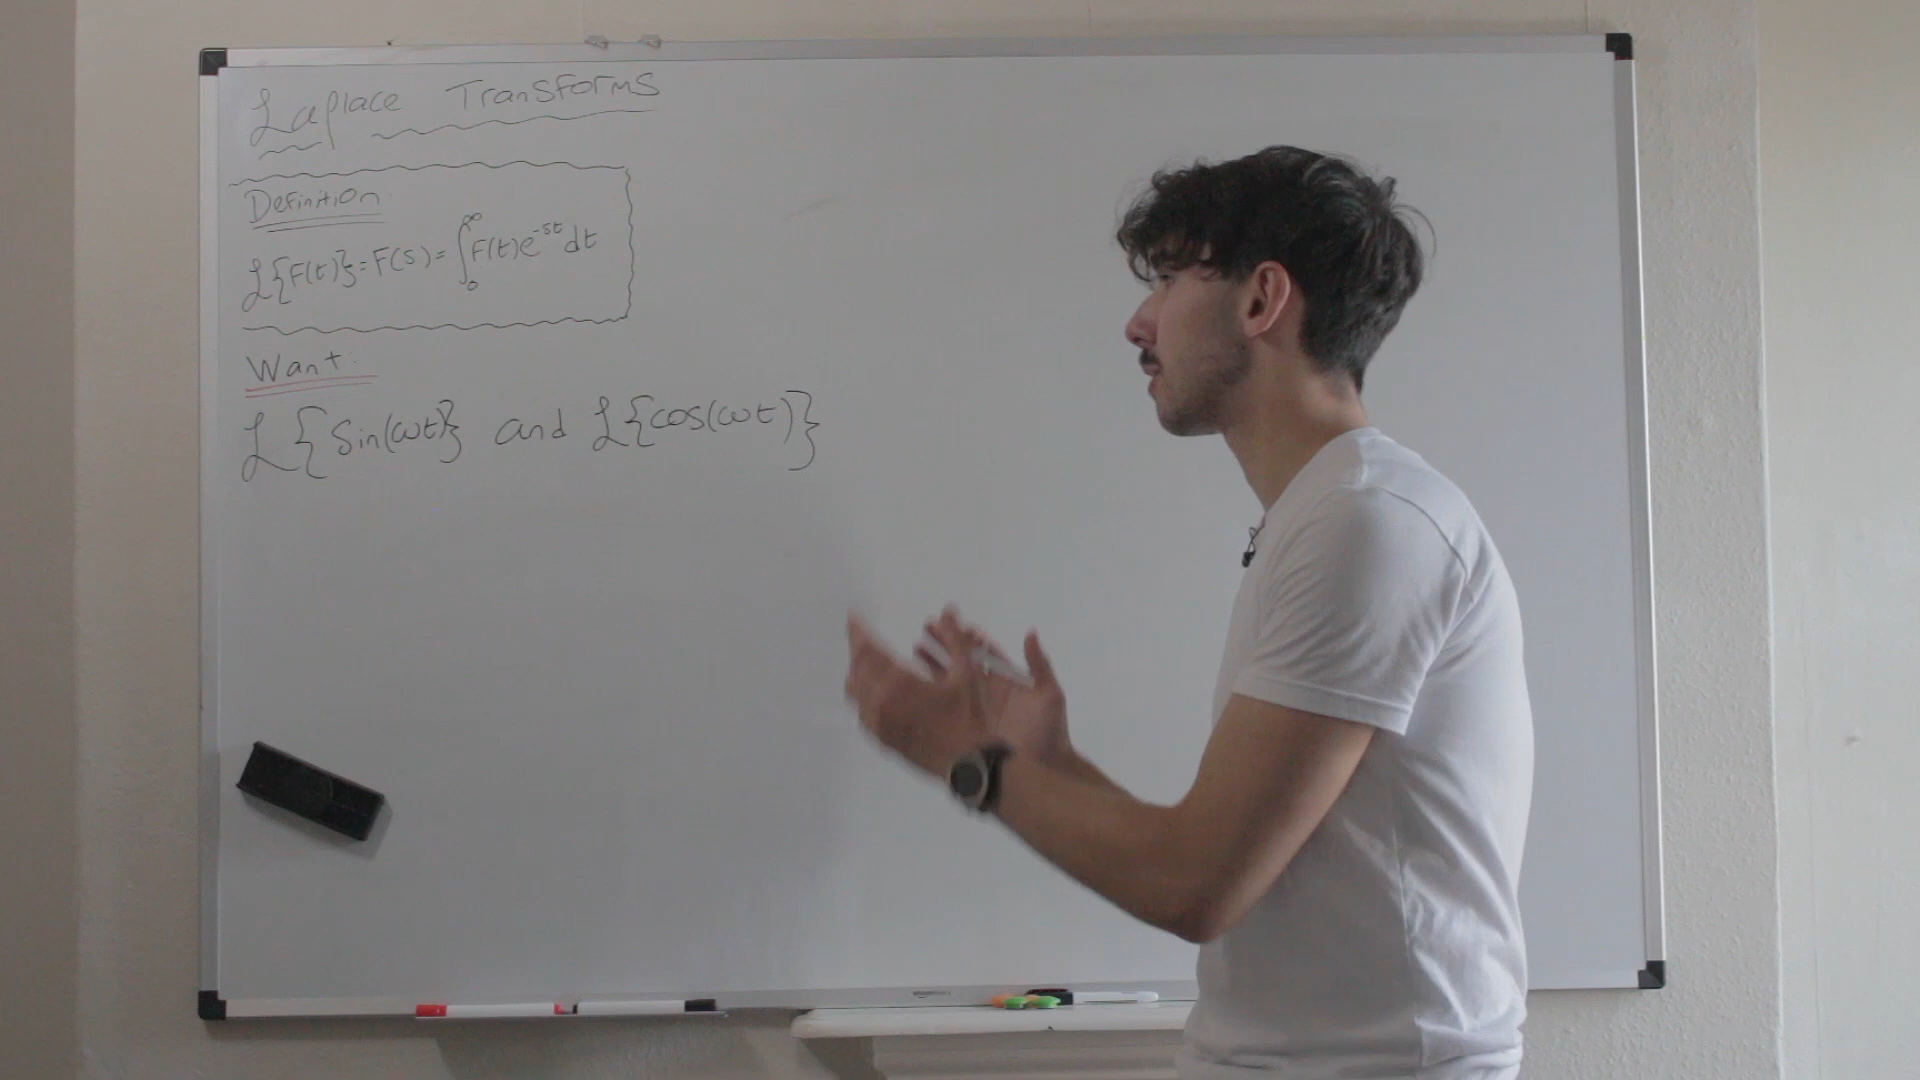 Laplace Transforms
Definition:
ℒ{F(t)} = F(s) = ∫₀^∞ F(t)e^-st dt
Want:
ℒ{Sin(ωt)} and ℒ{cos(ωt)}